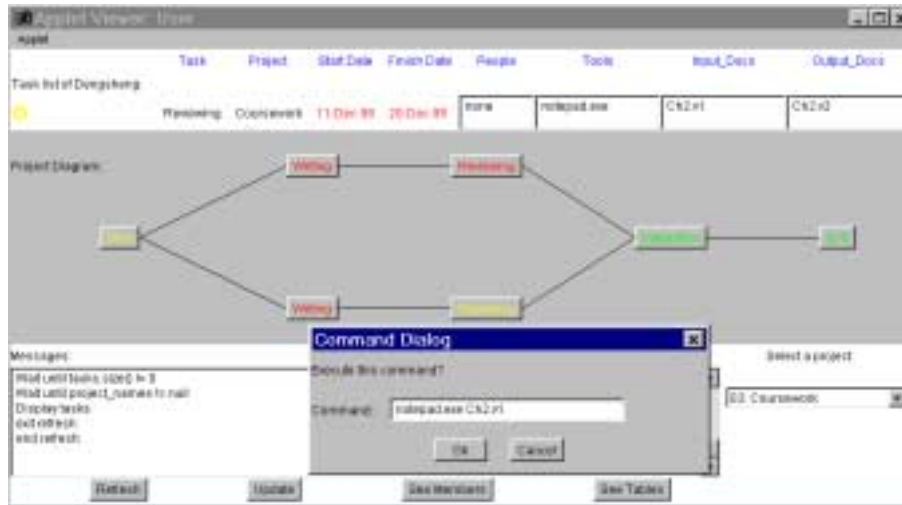 Applet Viewer: User
Applet
Task Project Start Date Finish Date People Tools Input_Docs Output_Docs
Task list of Dongsheng
Reviewing Coursework 11 Dec 99 20 Dec 99 none notepad.exe Ch2.v1 Ch2.v2
Project Diagram:
Writing Reviewing
Writing
Command Dialog
Messages:
Select a project
Execute this command?
Wait until tasks.size() != 0
Wait until project_names != null
Display tasks
03. Coursework
Command: notepad.exe Ch2.v1
exit refresh
end refresh
Ok Cancel
Refresh Update See Members See Tables